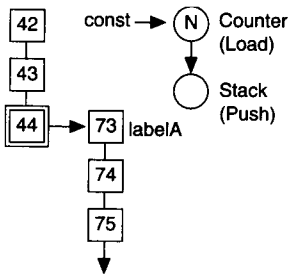 42
43
44
73 labelA
74
75
const
N
Counter
(Load)
Stack
(Push)